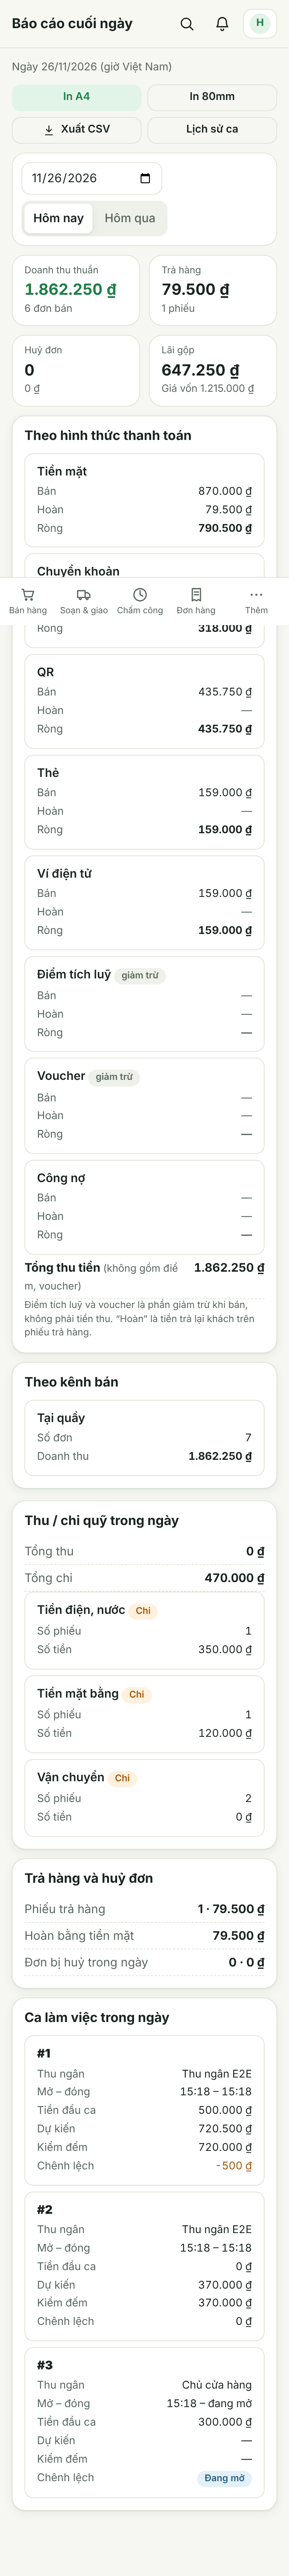 Báo cáo cuối ngày
H
Ngày 26/11/2026 (giờ Việt Nam)
In A4
In 80mm
Xuất CSV
Lịch sử ca
11/26/2026
Hôm nay
Hôm qua
Doanh thu thuần
1.862.250 ₫
6 đơn bán
Trả hàng
79.500 ₫
1 phiếu
Huỷ đơn
0
0 ₫
Lãi gộp
647.250 ₫
Giá vốn 1.215.000 ₫
Theo hình thức thanh toán
Tiền mặt
Bán 870.000 ₫
Hoàn 79.500 ₫
Ròng 790.500 ₫
Chuyển khoản
Bán hàng
Soạn & giao
Chấm công
Đơn hàng
Thêm
Ròng 318.000 ₫
QR
Bán 435.750 ₫
Hoàn —
Ròng 435.750 ₫
Thẻ
Bán 159.000 ₫
Hoàn —
Ròng 159.000 ₫
Ví điện tử
Bán 159.000 ₫
Hoàn —
Ròng 159.000 ₫
Điểm tích luỹ giảm trừ
Bán —
Hoàn —
Ròng —
Voucher giảm trừ
Bán —
Hoàn —
Ròng —
Công nợ
Bán —
Hoàn —
Ròng —
Tổng thu tiền (không gồm điể 1.862.250 ₫
m, voucher)
Điểm tích luỹ và voucher là phần giảm trừ khi bán,
không phải tiền thu. “Hoàn” là tiền trả lại khách trên
phiếu trả hàng.
Theo kênh bán
Tại quầy
Số đơn 7
Doanh thu 1.862.250 ₫
Thu / chi quỹ trong ngày
Tổng thu 0 ₫
Tổng chi 470.000 ₫
Tiền điện, nước Chi
Số phiếu 1
Số tiền 350.000 ₫
Tiền mặt bằng Chi
Số phiếu 1
Số tiền 120.000 ₫
Vận chuyển Chi
Số phiếu 2
Số tiền 0 ₫
Trả hàng và huỷ đơn
Phiếu trả hàng 1 · 79.500 ₫
Hoàn bằng tiền mặt 79.500 ₫
Đơn bị huỷ trong ngày 0 · 0 ₫
Ca làm việc trong ngày
#1
Thu ngân Thu ngân E2E
Mở – đóng 15:18 – 15:18
Tiền đầu ca 500.000 ₫
Dự kiến 720.500 ₫
Kiểm đếm 720.000 ₫
Chênh lệch -500 ₫
#2
Thu ngân Thu ngân E2E
Mở – đóng 15:18 – 15:18
Tiền đầu ca 0 ₫
Dự kiến 370.000 ₫
Kiểm đếm 370.000 ₫
Chênh lệch 0 ₫
#3
Thu ngân Chủ cửa hàng
Mở – đóng 15:18 – đang mở
Tiền đầu ca 300.000 ₫
Dự kiến —
Kiểm đếm —
Chênh lệch Đang mở